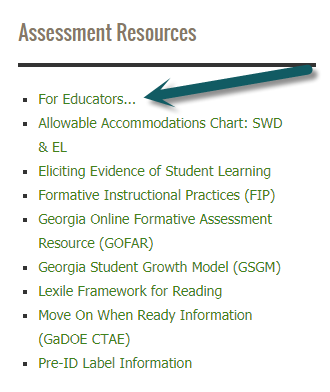 Assessment Resources
For Educators...
Allowable Accommodations Chart: SWD
& EL
Eliciting Evidence of Student Learning
Formative Instructional Practices (FIP)
Georgia Online Formative Assessment
Resource (GOFAR)
Georgia Student Growth Model (GSGM)
Lexile Framework for Reading
Move On When Ready Information
(GaDOE CTAE)
Pre-ID Label Information